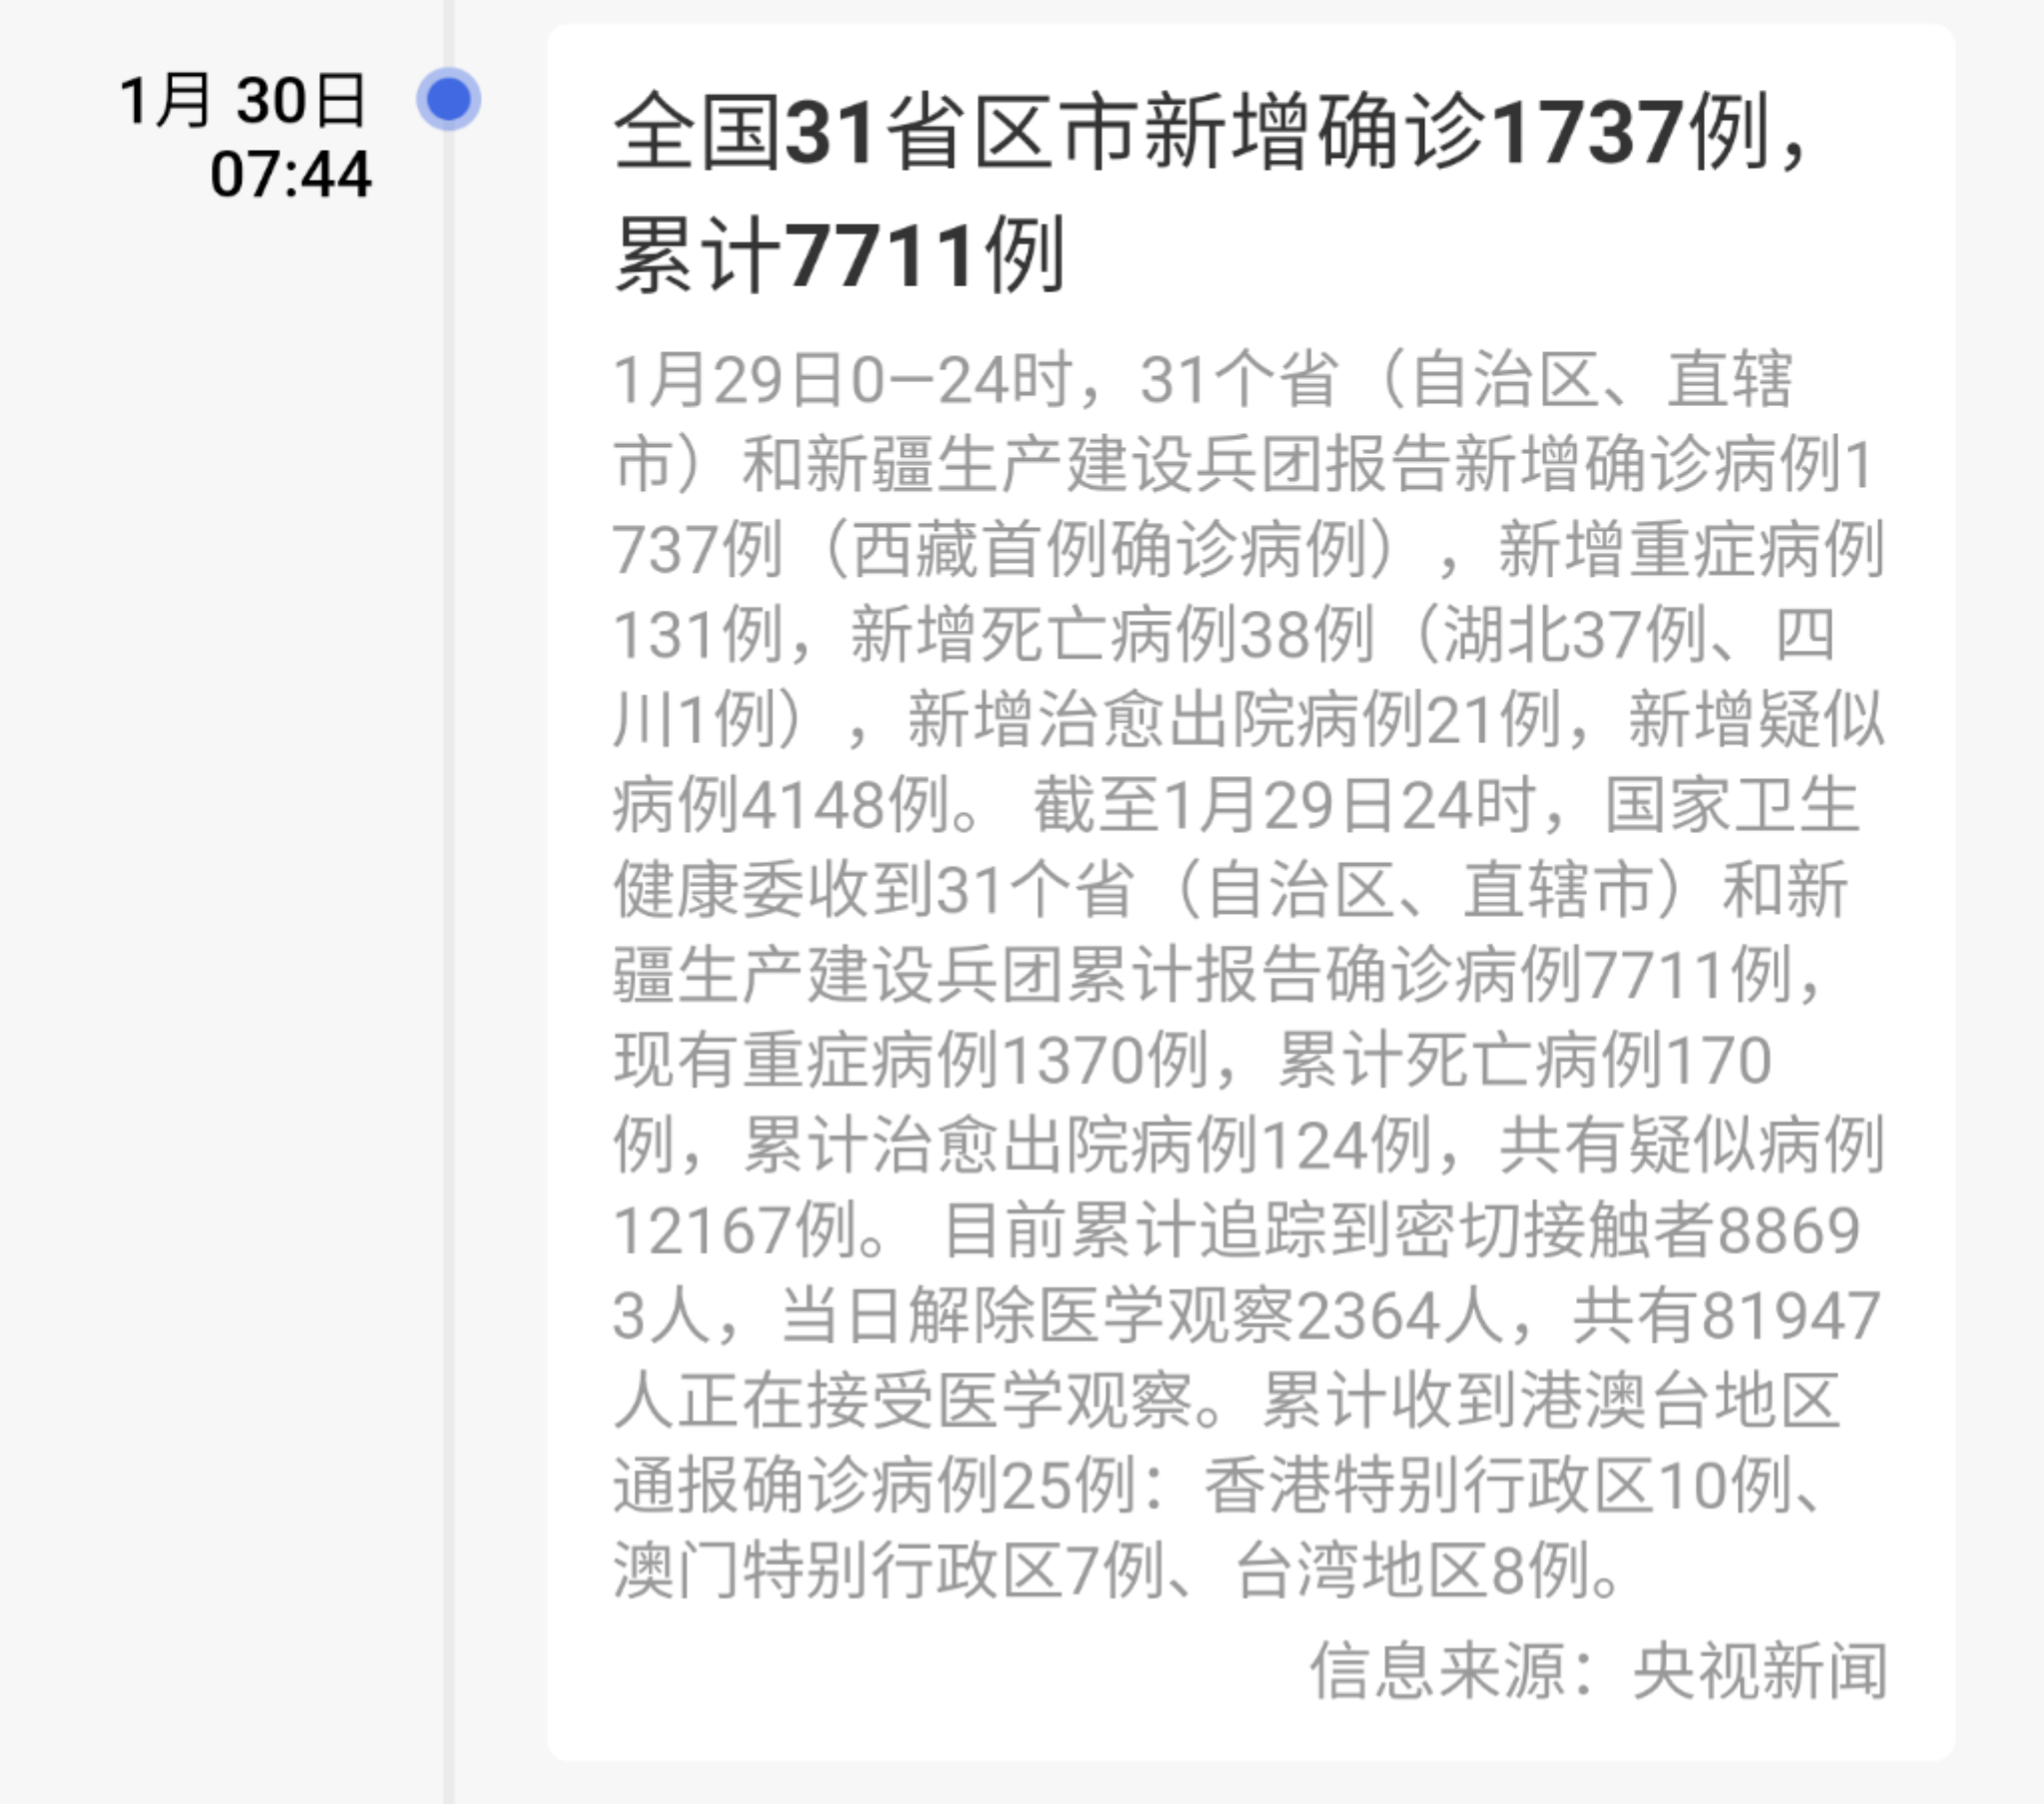 1月 30日
07:44
全国31省区市新增确诊1737例，
累计7711例
1月29日0—24时，31个省（自治区、直辖
市）和新疆生产建设兵团报告新增确诊病例1
737例（西藏首例确诊病例），新增重症病例
131例，新增死亡病例38例（湖北37例、四
川1例），新增治愈出院病例21例，新增疑似
病例4148例。 截至1月29日24时，国家卫生
健康委收到31个省（自治区、直辖市）和新
疆生产建设兵团累计报告确诊病例7711例，
现有重症病例1370例，累计死亡病例170
例，累计治愈出院病例124例，共有疑似病例
12167例。 目前累计追踪到密切接触者8869
3人，当日解除医学观察2364人，共有81947
人正在接受医学观察。累计收到港澳台地区
通报确诊病例25例：香港特别行政区10例、
澳门特别行政区7例、台湾地区8例。
信息来源：央视新闻